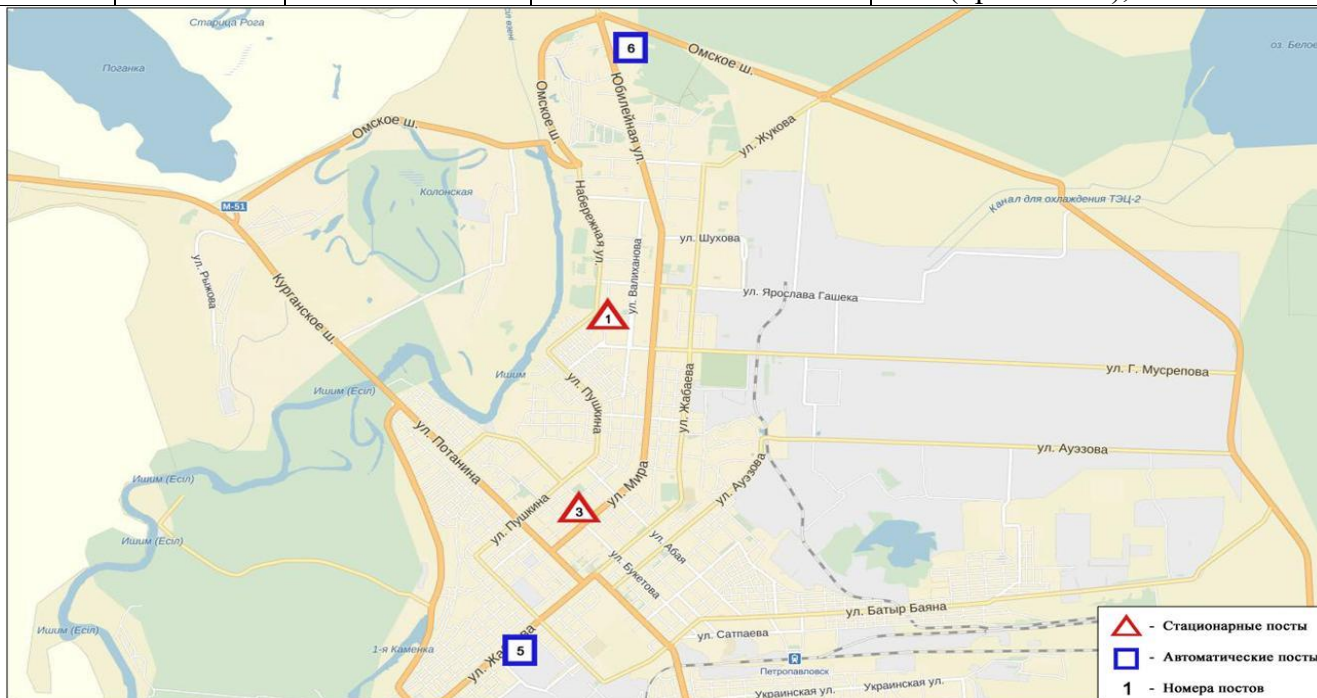 Старица Рога
Поганка
6
Омское ш.
оз. Белое
Омское ш.
Омское ш.
Юбилейная ул.
ул. Жукова
Колонская
М-51
Набережная ул.
Канал для охлаждения ТЭЦ-2
ул. Рыжова
ул. Шухова
ул. Валиханова
Курганское ш.
ул. Ярослава Гашека
1
Ишим
ул. Г. Мусрепова
ул. Пушкина
ул. Жабаева
Ишим (Есіл)
ул. Потанина
ул. Ауэзова
ул. Мира
ул. Ауэзова
Ишим (Есіл)
3
ул. Пушкина
Ишим (Есіл)
ул. Абая
ул. Букетова
ул. Батыр Баяна
Ишим (Есіл)
- Стационарные посты
ул. Сатпаева
1-я Каменка
5
- Автоматические посты
Петропавловск
Украинская ул.
Украинская ул.
1 - Номера постов